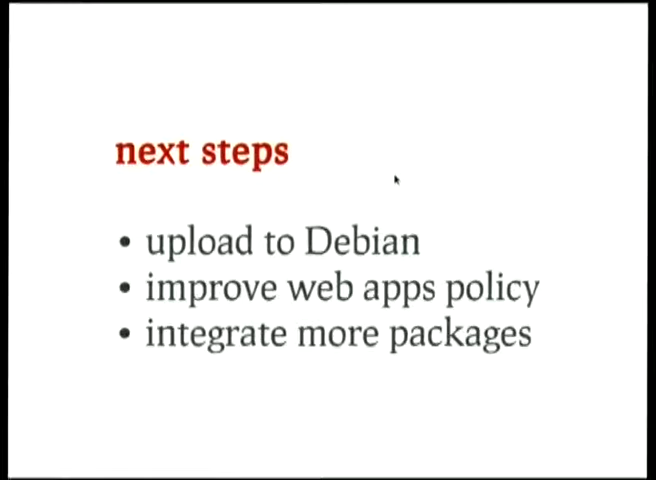 next steps
• upload to Debian
• improve web apps policy
• integrate more packages